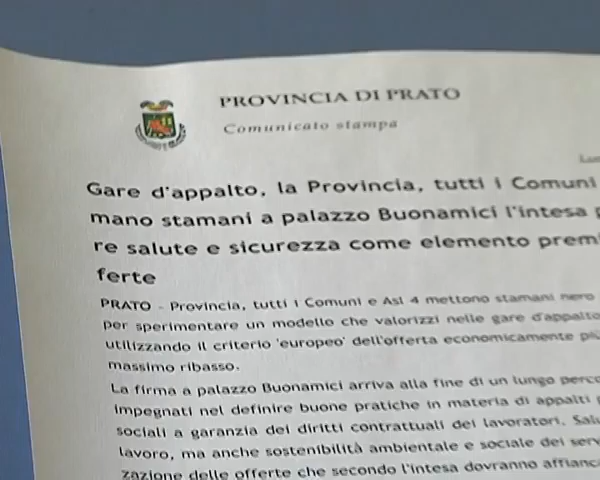 PROVINCIA DI PRATO
Comunicato stampa
Gare d'appalto, la Provincia, tutti i Comuni
mano stamani a palazzo Buonamici l'intesa p
re salute e sicurezza come elemento premi
ferte
PRATO - Provincia, tutti i Comuni e Asl 4 mettono stamani nero
per sperimentare un modello che valorizzi nelle gare d'appalto
utilizzando il criterio 'europeo' dell'offerta economicamente più
massimo ribasso.
La firma a palazzo Buonamici arriva alla fine di un lungo perco
impegnati nel definire buone pratiche in materia di appalti p
sociali a garanzia dei diritti contrattuali dei lavoratori. Salu
lavoro, ma anche sostenibilità ambientale e sociale dei serv
zazione delle offerte che secondo l'intesa dovranno affianca